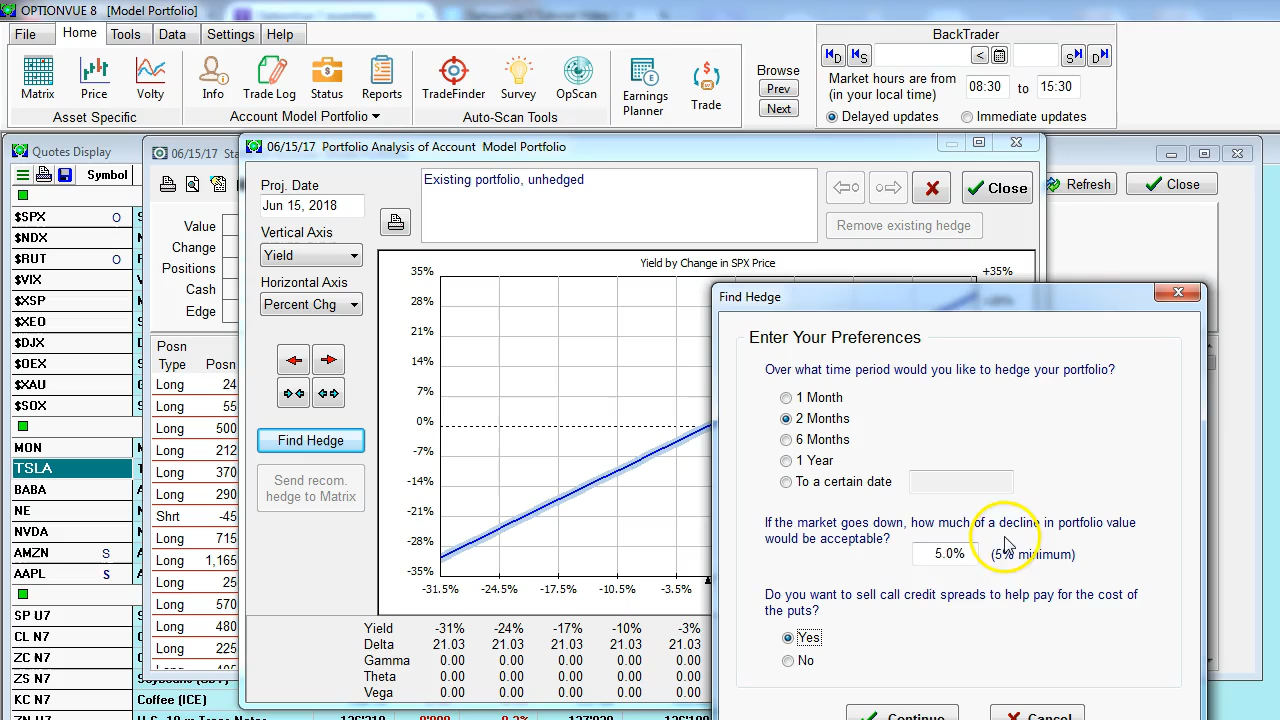 OPTIONVUE 8 [Model Portfolio]
File Home Tools Data Settings Help
Matrix Price Volty Info Trade Log Status Reports TradeFinder Survey OpScan Earnings Planner Trade
Asset Specific Account Model Portfolio Auto-Scan Tools
Browse
Prev
Next
BackTrader
D S < S D
Market hours are from 08:30 to 15:30
(in your local time)
Delayed updates Immediate updates
Quotes Display
Symbol
$SPX O
$NDX
$RUT O
$VIX
$XSP
$XEO
$DJX
$OEX
$XAU
$SOX
MON
TSLA
BABA
NE
NVDA
AMZN S
AAPL S
SP U7
CL N7
ZC N7
ZS N7
KC N7
Coffee (ICE)
06/15/17
Value
Change
Positions
Cash
Edge
Posn
Type Posn
Long 24
Long 55
Long 500
Long 212
Long 370
Long 290
Shrt -45
Long 715
Long 1,165
Long 25
Long 570
Long 480
Long 225
Refresh Close
06/15/17 Portfolio Analysis of Account Model Portfolio
Proj. Date
Jun 15, 2018
Vertical Axis
Yield
Horizontal Axis
Percent Chg
Find Hedge
Send recom.
hedge to Matrix
Existing portfolio, unhedged
Close
Remove existing hedge
Yield by Change in SPX Price
35% +35%
28%
21%
14%
7%
0%
-7%
-14%
-21%
-28%
-35%
-31.5% -24.5% -17.5% -10.5% -3.5%
Yield -31% -24% -17% -10% -3%
Delta 21.03 21.03 21.03 21.03 21.03
Gamma 0.00 0.00 0.00 0.00 0.00
Theta 0.00 0.00 0.00 0.00 0.00
Vega 0.00 0.00 0.00 0.00 0.00
Find Hedge
Enter Your Preferences
Over what time period would you like to hedge your portfolio?
1 Month
2 Months
6 Months
1 Year
To a certain date
If the market goes down, how much of a decline in portfolio value
would be acceptable?
5.0% (5% minimum)
Do you want to sell call credit spreads to help pay for the cost of
the puts?
Yes
No
Continue Cancel